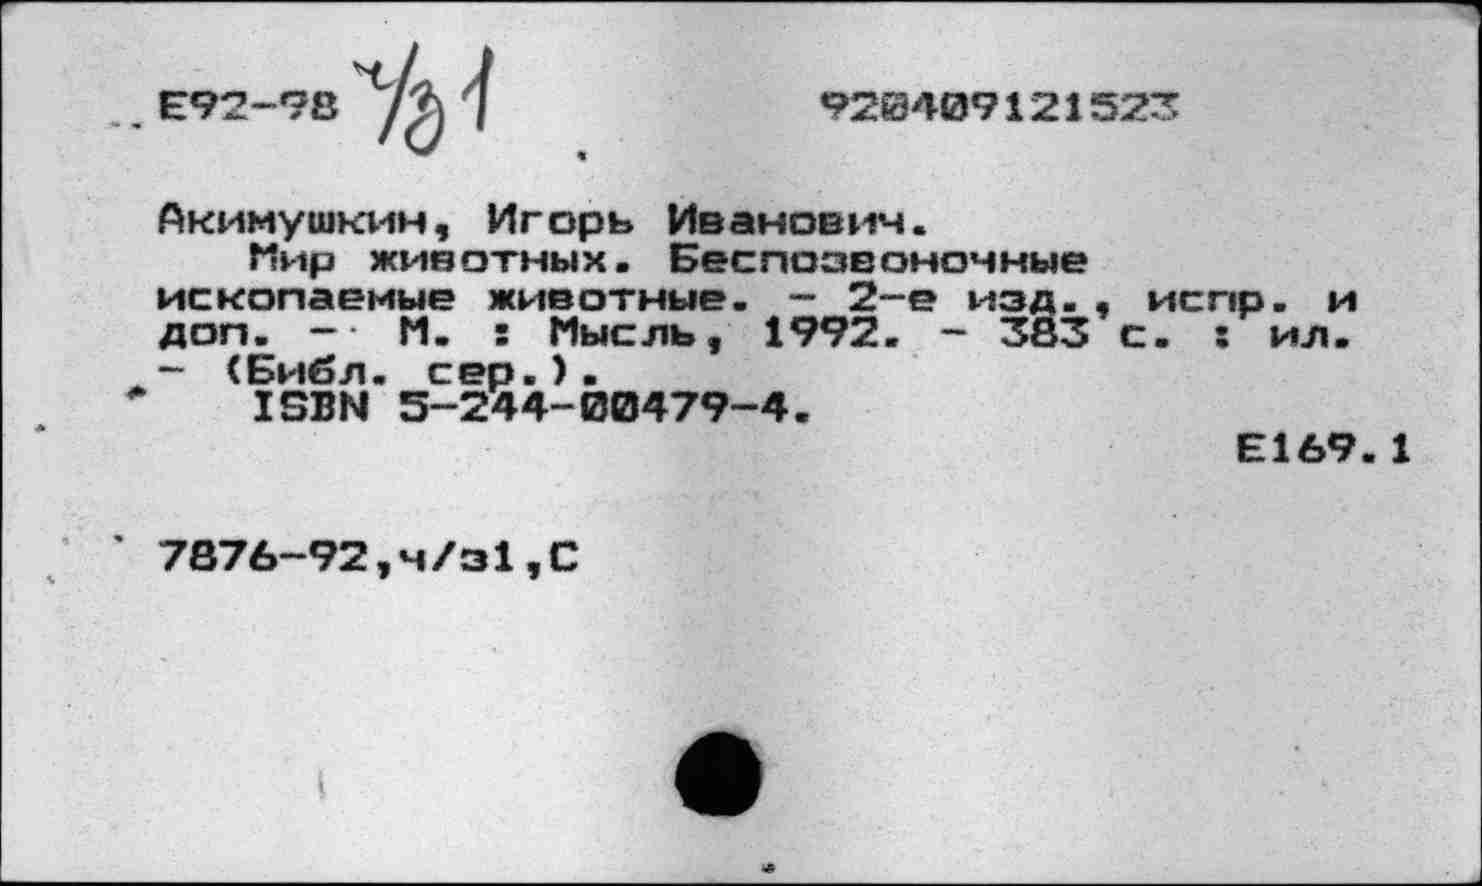 Е92-98 ч/з1 920409121523
Акимушкин, Игорь Иванович.
Мир животных. Беспозвоночные
ископаемые животные. - 2-е изд., испр. и
доп. - М. : Мысль, 1992. - 383 с. : ил.
- (Библ. сер.).
ISBN 5-244-00479-4.
Е169.1
7876-92,ч/з1,С